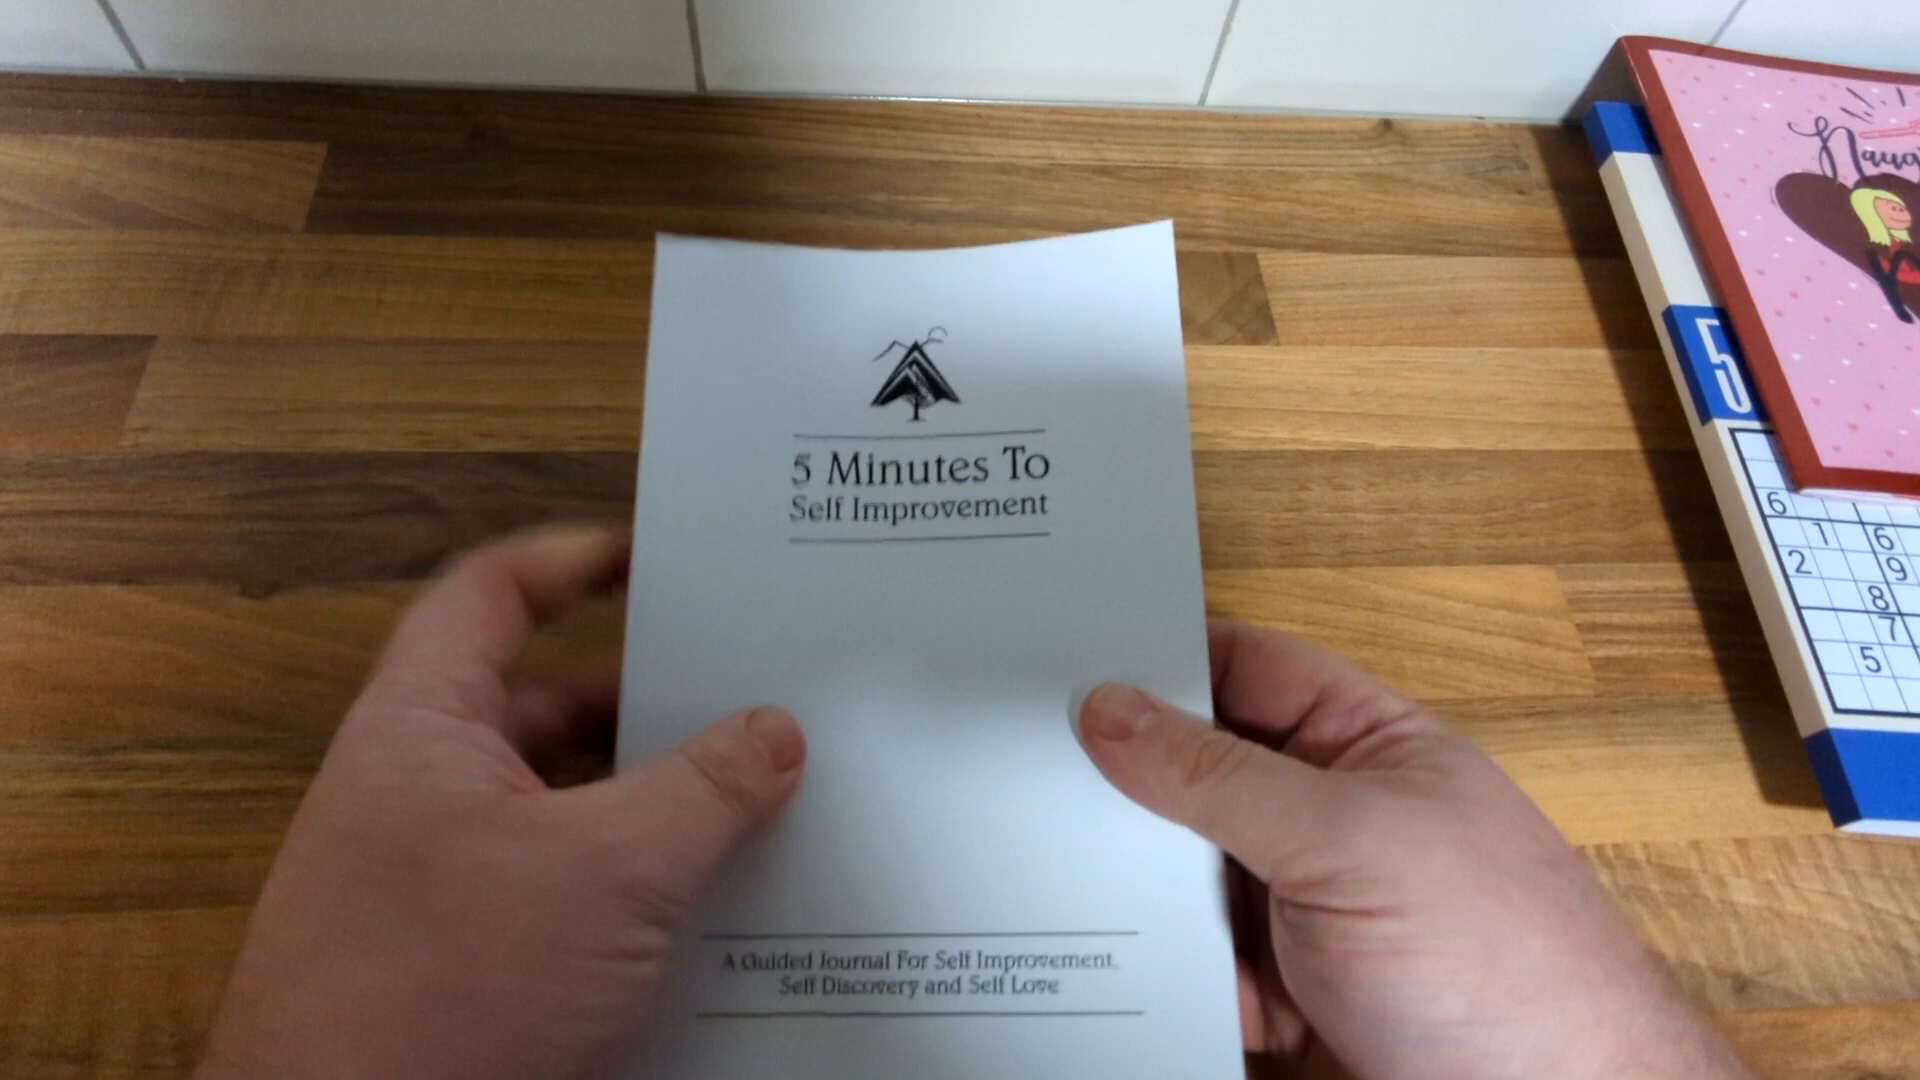 5 Minutes To
Self Improvement
A Guided Journal For Self Improvement,
Self Discovery and Self Love
5
6
1 6
2 9
8
7
5